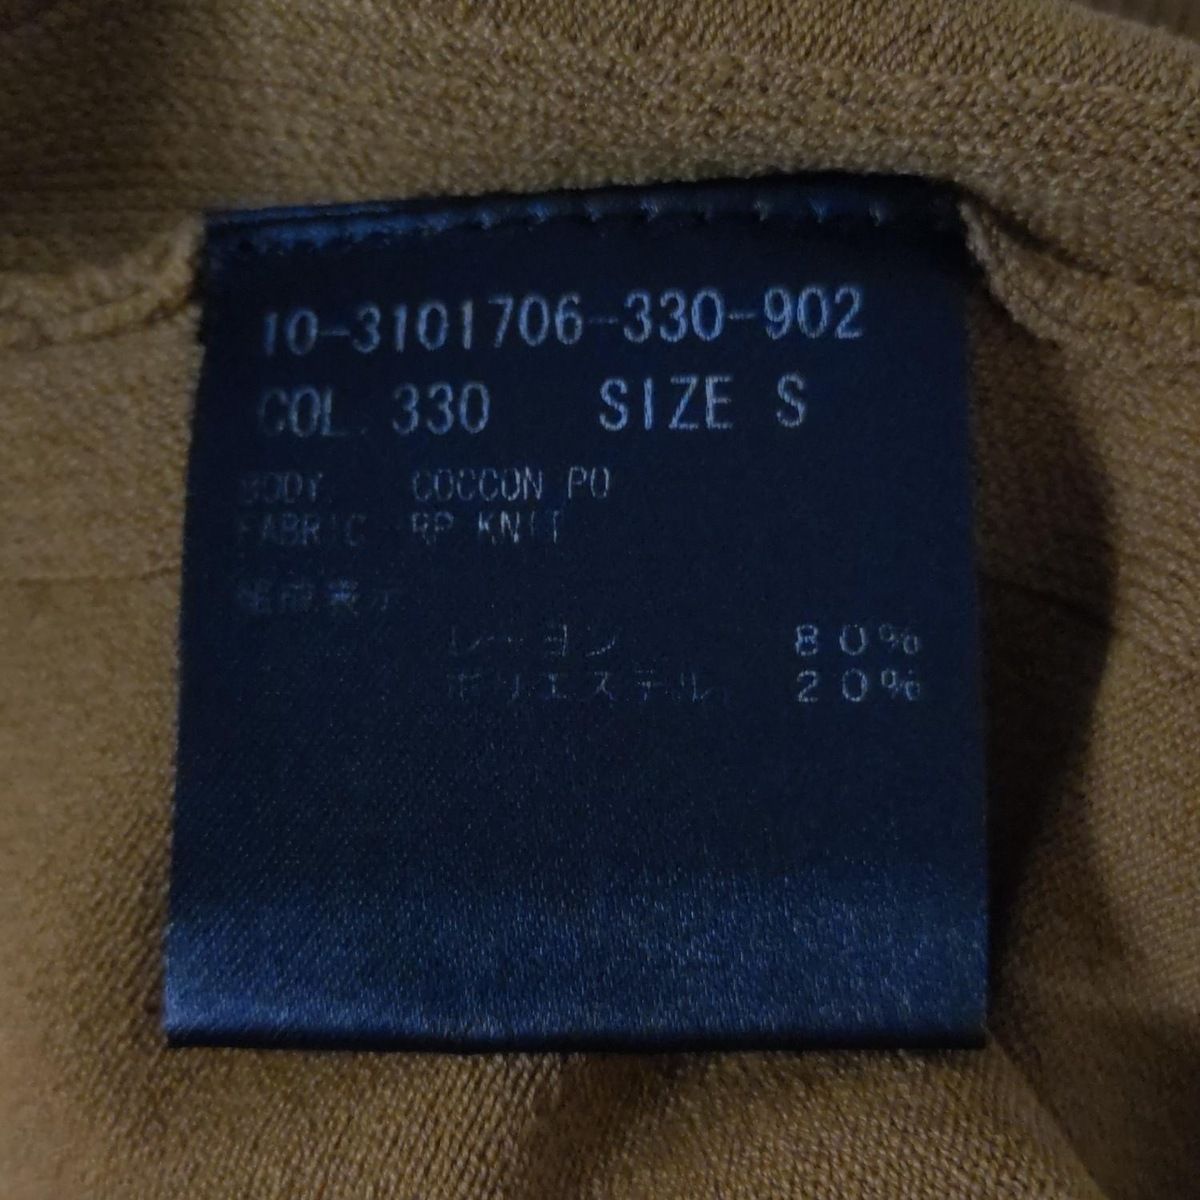 10-3101706-330-902
COL. 330 SIZE S
BODY. COCCON PO
FABRIC RP KNIT
組成表示
レーヨン 80%
ポリエステル 20%